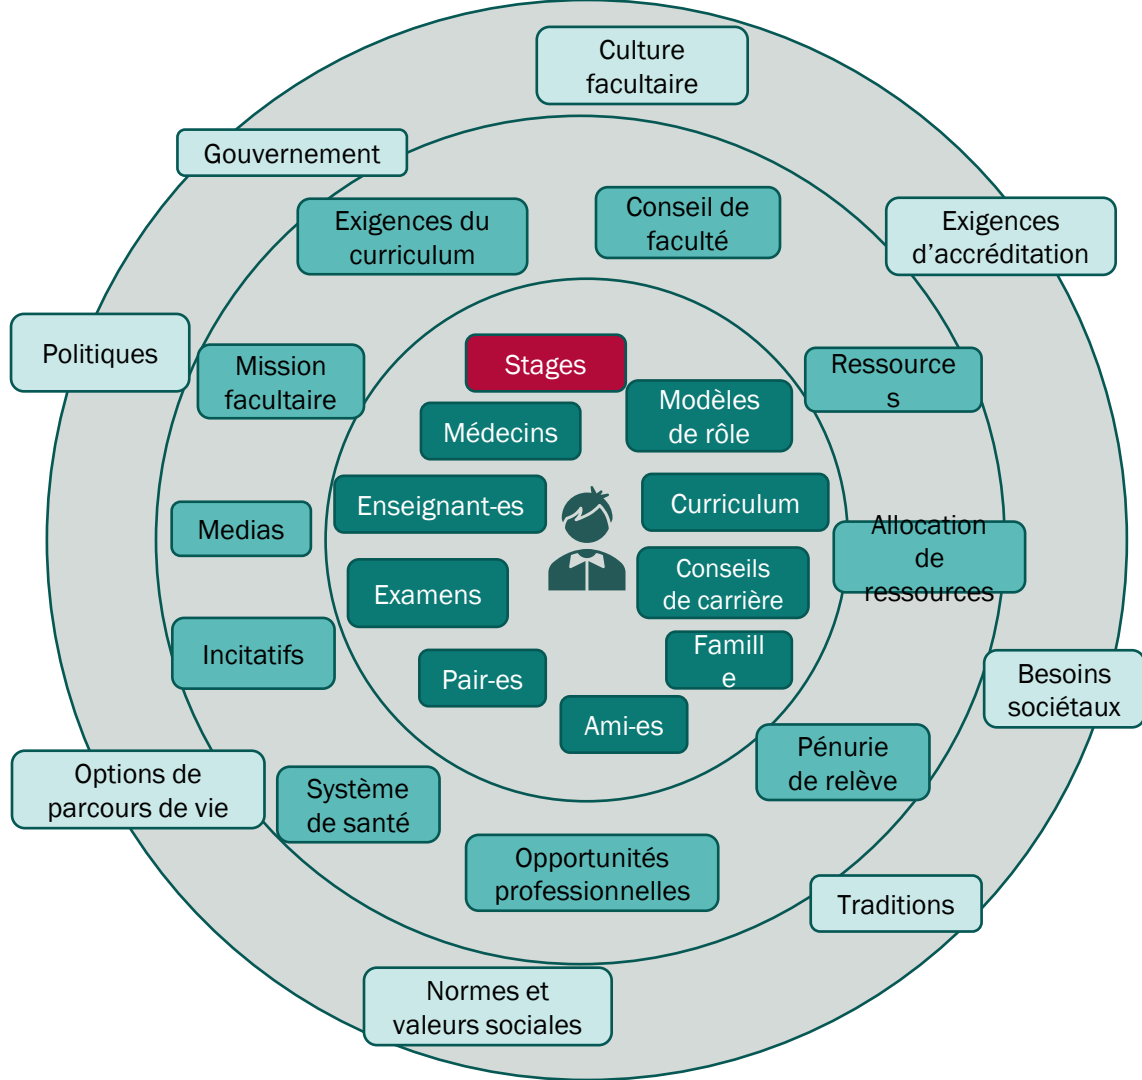 Culture
facultaire
Gouvernement
Exigences du
curriculum
Conseil de
faculté
Exigences
d’accréditation
Politiques
Mission
facultaire
Stages
Ressource
s
Modèles
de rôle
Médecins
Enseignant-es
Curriculum
Medias
Allocation
de
ressources
Examens
Conseils
de carrière
Incitatifs
Famill
e
Pair-es
Besoins
sociétaux
Ami-es
Pénurie
de relève
Options de
parcours de vie
Système
de santé
Opportunités
professionnelles
Traditions
Normes et
valeurs sociales